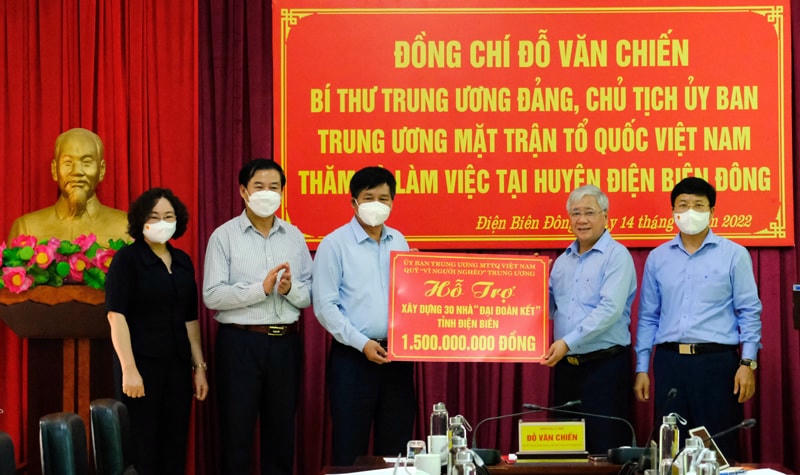 ĐỒNG CHÍ ĐỖ VĂN CHIẾN
BÍ THƯ TRUNG ƯƠNG ĐẢNG, CHỦ TỊCH ỦY BAN
TRUNG ƯƠNG MẶT TRẬN TỔ QUỐC VIỆT NAM
THĂM LÀM VIỆC TẠI HUYỆN ĐIỆN BIÊN ĐÔNG
Điện Biên Đông 14 2022
ỦY BAN TRUNG ƯƠNG MTTQ VIỆT NAM
QUỸ "VÌ NGƯỜI NGHÈO" TRUNG ƯƠNG
Hỗ Trợ
XÂY DỰNG 30 NHÀ "ĐẠI ĐOÀN KẾT"
TỈNH ĐIỆN BIÊN
1.500.000.000 ĐỒNG
ĐỖ VĂN CHIẾN